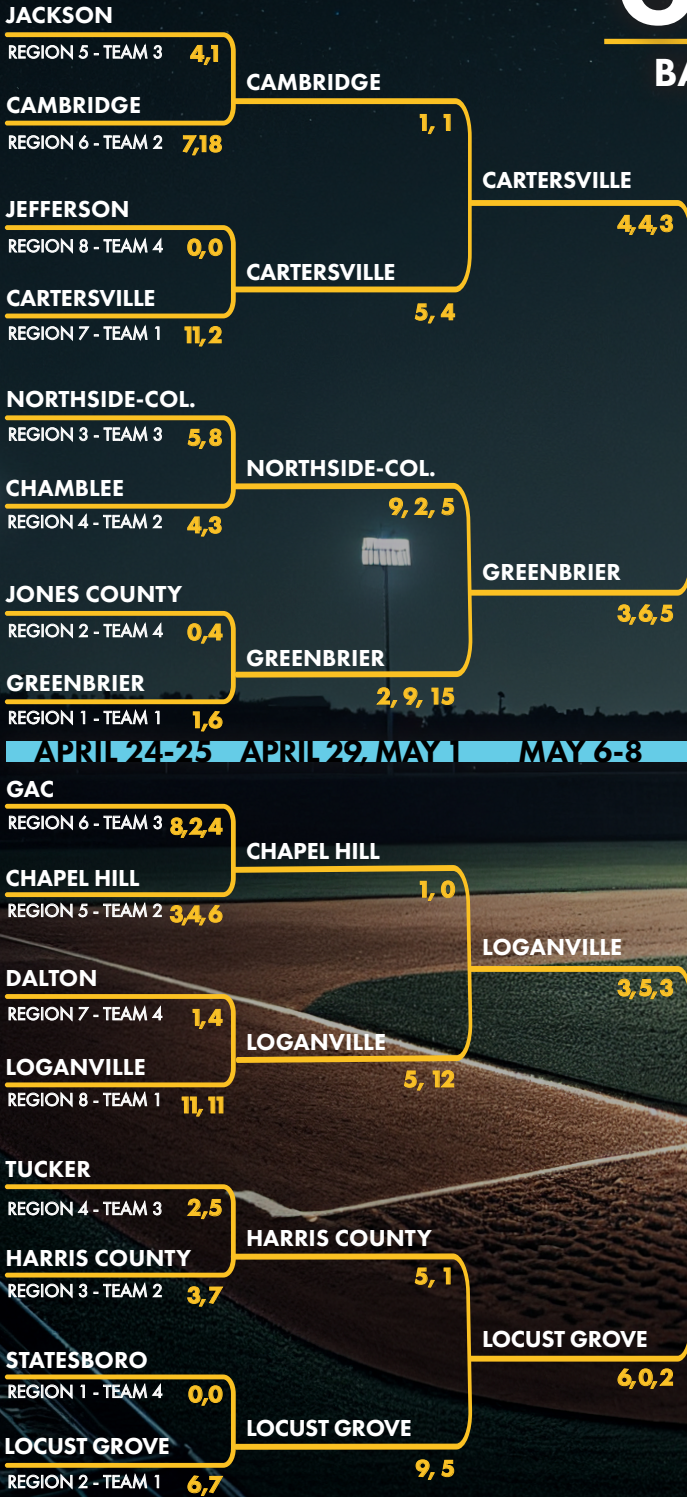 BA
JACKSON
REGION 5 - TEAM 3 4,1
CAMBRIDGE
REGION 6 - TEAM 2 7,18
CAMBRIDGE
1, 1
JEFFERSON
REGION 8 - TEAM 4 0,0
CARTERSVILLE
REGION 7 - TEAM 1 11,2
CARTERSVILLE
5, 4
CARTERSVILLE
4,4,3
NORTHSIDE-COL.
REGION 3 - TEAM 3 5,8
CHAMBLEE
REGION 4 - TEAM 2 4,3
NORTHSIDE-COL.
9, 2, 5
JONES COUNTY
REGION 2 - TEAM 4 0,4
GREENBRIER
REGION 1 - TEAM 1 1,6
GREENBRIER
2, 9, 15
GREENBRIER
3,6,5
APRIL 24-25 APRIL 29, MAY 1 MAY 6-8
GAC
REGION 6 - TEAM 3 8,2,4
CHAPEL HILL
REGION 5 - TEAM 2 3,4,6
CHAPEL HILL
1, 0
DALTON
REGION 7 - TEAM 4 1,4
LOGANVILLE
REGION 8 - TEAM 1 11, 11
LOGANVILLE
5, 12
LOGANVILLE
3,5,3
TUCKER
REGION 4 - TEAM 3 2,5
HARRIS COUNTY
REGION 3 - TEAM 2 3,7
HARRIS COUNTY
5, 1
STATESBORO
REGION 1 - TEAM 4 0,0
LOCUST GROVE
REGION 2 - TEAM 1 6,7
LOCUST GROVE
9, 5
LOCUST GROVE
6,0,2